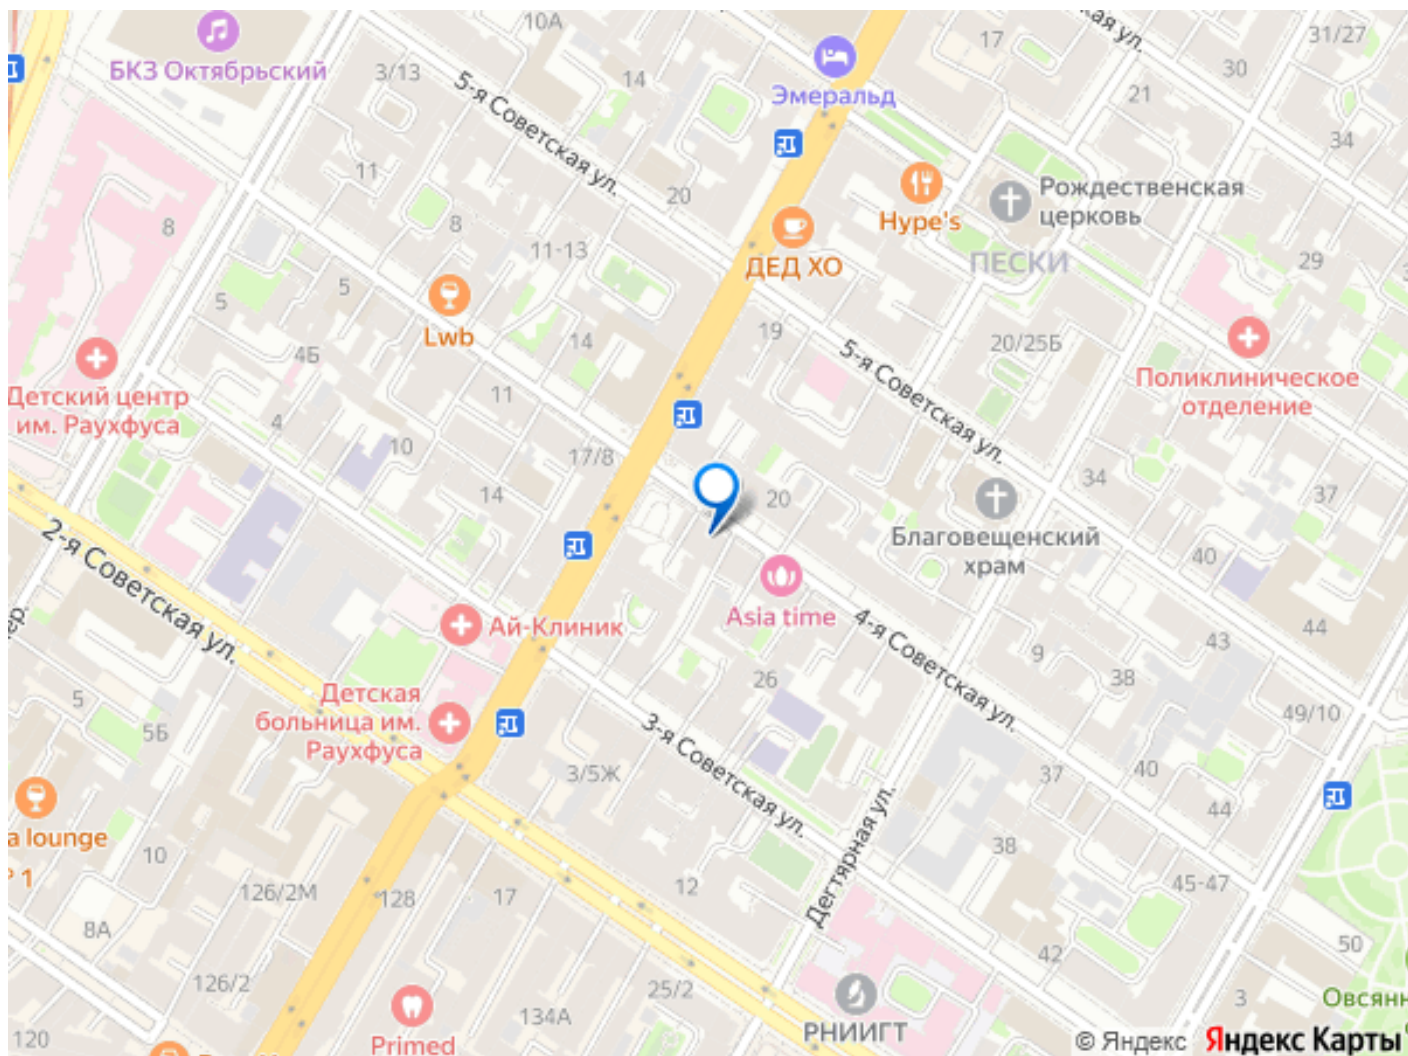 10А
17
31/27
БКЗ Октябрьский
3/13
14
Эмеральд
30
21
5-я Советская ул.
34
11
20
Hype's
Рождественская
церковь
8
8
11-13
ДЕД ХО
ПЕСКИ
29
5
5
Lwb
14
19
20/25Б
4Б
5-я Советская ул.
Поликлиническое
отделение
Детский центр
им. Раухфуса
11
4
10
17/8
34
14
20
37
Благовещенский
храм
40
2-я Советская ул.
Ай-Клиник
Asia time
4-я Советская ул.
44
43
9
38
26
Детская
больница им.
Раухфуса
5
5Б
3-я Советская ул.
49/10
3/5Ж
37
40
44
a lounge
1
10
Дегтярная ул.
38
45-47
126/2М
128
17
12
8А
42
50
126/2
25/2
134А
3
Овсянн
120
Primed
РНИИГТ
© Яндекс Яндекс Карты